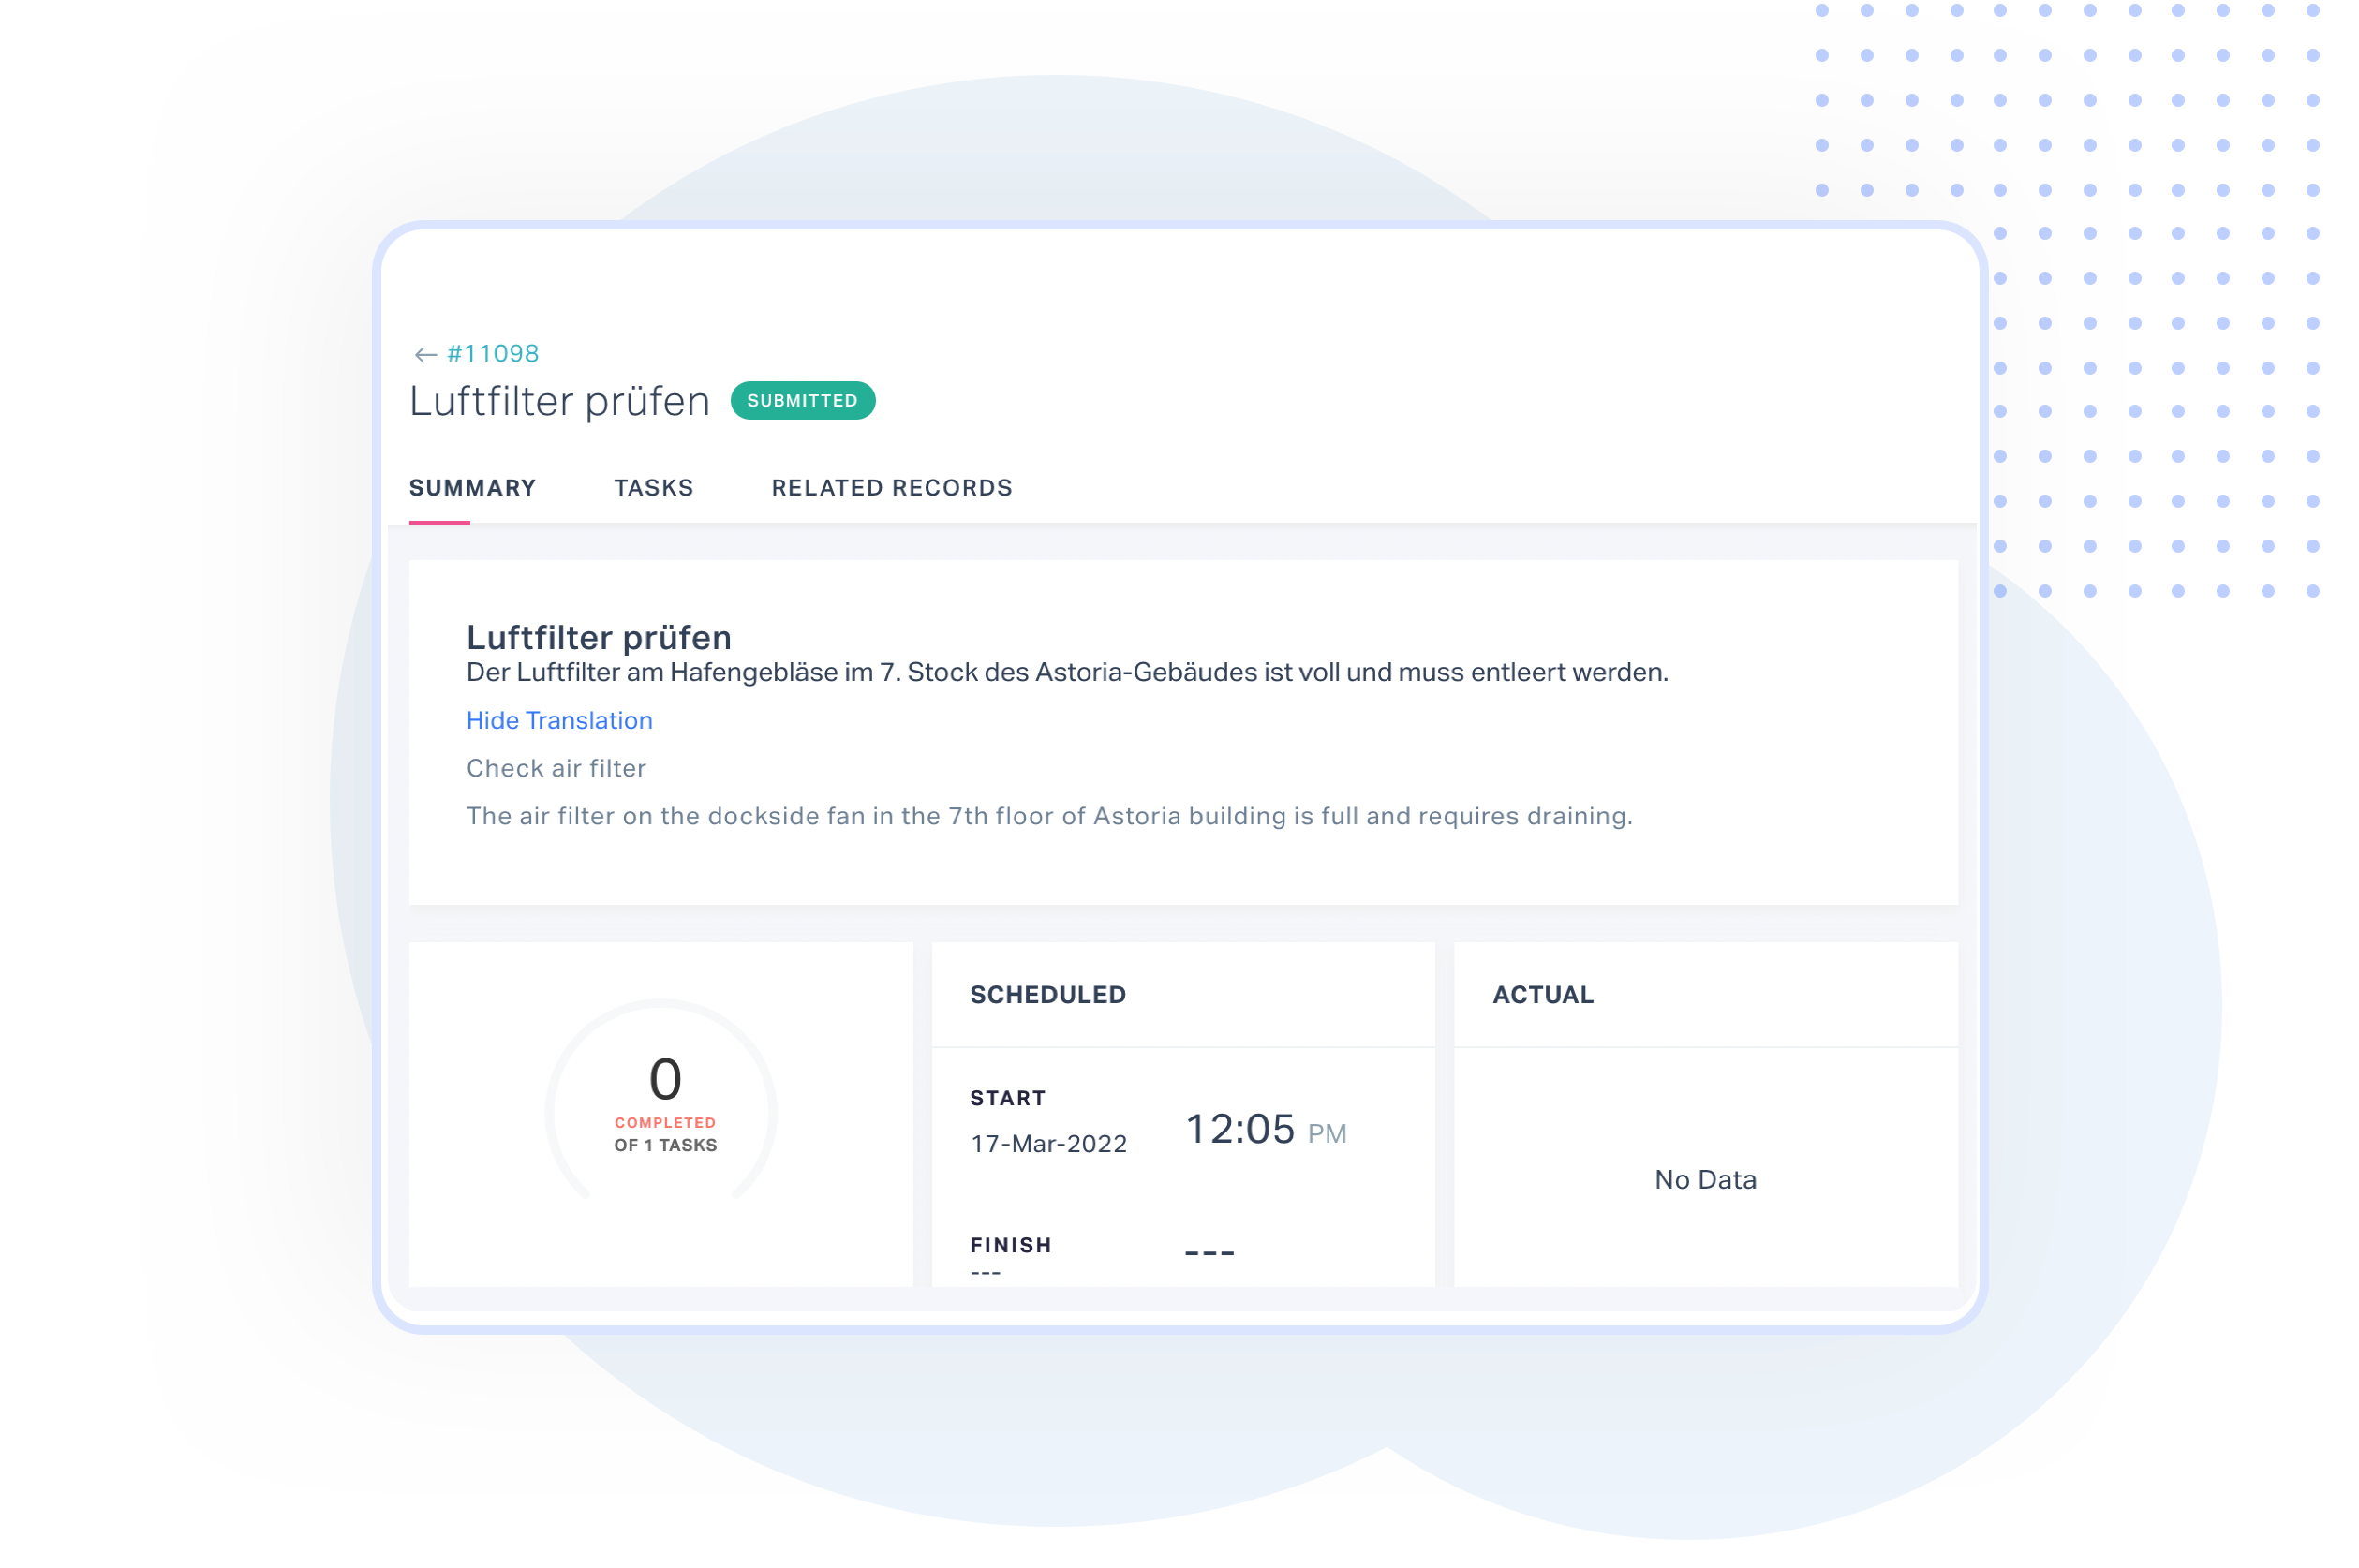 ← #11098
Luftfilter prüfen SUBMITTED
SUMMARY TASKS RELATED RECORDS
Luftfilter prüfen
Der Luftfilter am Hafengebläse im 7. Stock des Astoria-Gebäudes ist voll und muss entleert werden.
Hide Translation
Check air filter
The air filter on the dockside fan in the 7th floor of Astoria building is full and requires draining.
0
COMPLETED
OF 1 TASKS
SCHEDULED
START
17-Mar-2022
12:05 PM
FINISH
---
---
ACTUAL
No Data